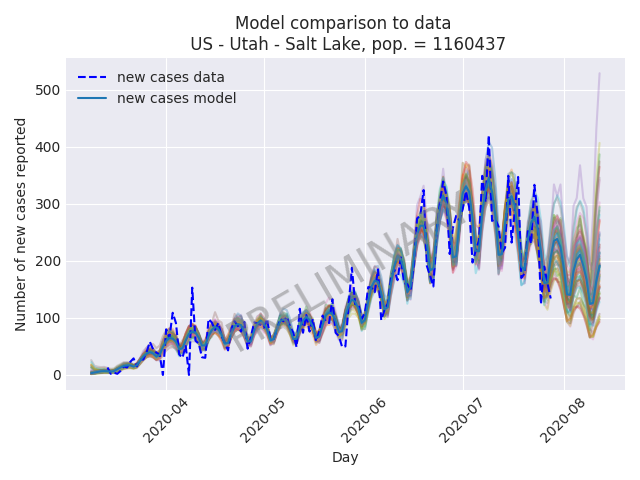 Model comparison to data
US - Utah - Salt Lake, pop. = 1160437
new cases data
new cases model
Number of new cases reported
500
400
300
200
100
0
PRELIMINARY
2020-04
2020-05
2020-06
2020-07
2020-08
Day